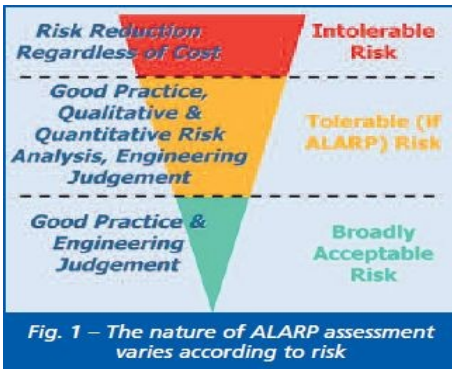 Risk Reduction
Regardless of Cost
Intolerable
Risk
Good Practice,
Qualitative &
Quantitative Risk
Analysis, Engineering
Judgement
Tolerable (if
ALARP) Risk
Good Practice &
Engineering
Judgement
Broadly
Acceptable
Risk
Fig. 1 – The nature of ALARP assessment
varies according to risk